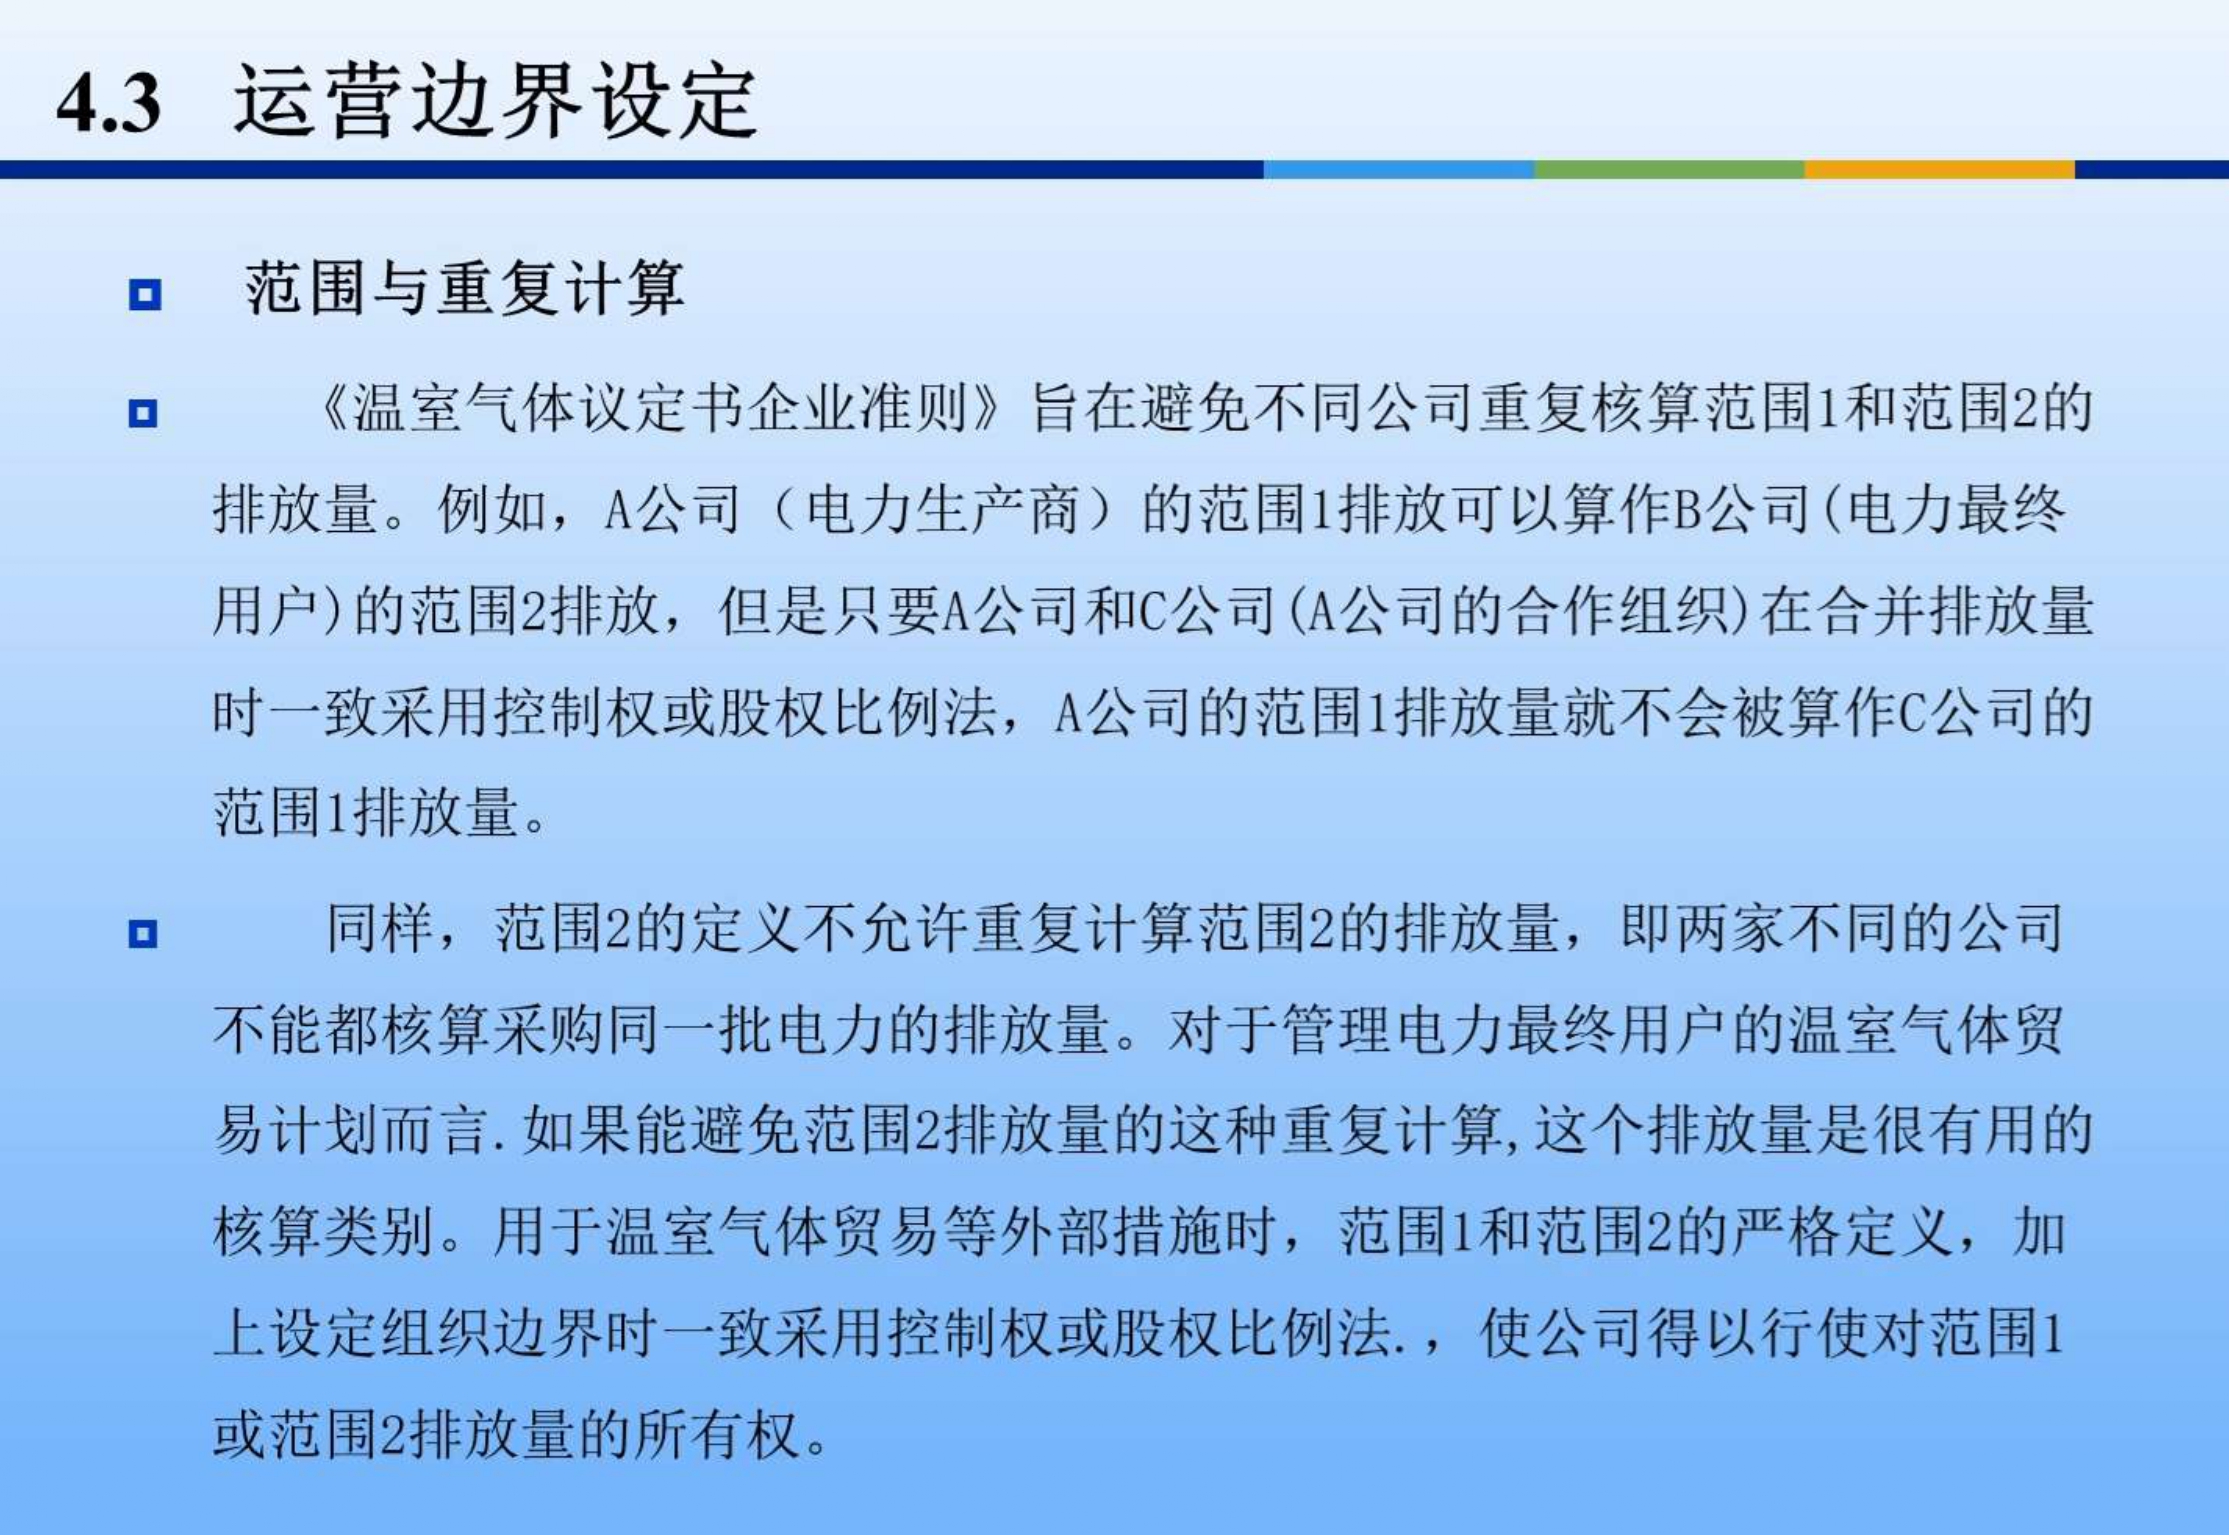 4.3 运营边界设定
范围与重复计算
《温室气体议定书企业准则》旨在避免不同公司重复核算范围1和范围2的
排放量。例如，A公司（电力生产商）的范围1排放可以算作B公司(电力最终
用户)的范围2排放，但是只要A公司和C公司(A公司的合作组织)在合并排放量
时一致采用控制权或股权比例法，A公司的范围1排放量就不会被算作C公司的
范围1排放量。
同样，范围2的定义不允许重复计算范围2的排放量，即两家不同的公司
不能都核算采购同一批电力的排放量。对于管理电力最终用户的温室气体贸
易计划而言.如果能避免范围2排放量的这种重复计算,这个排放量是很有用的
核算类别。用于温室气体贸易等外部措施时，范围1和范围2的严格定义，加
上设定组织边界时一致采用控制权或股权比例法.，使公司得以行使对范围1
或范围2排放量的所有权。